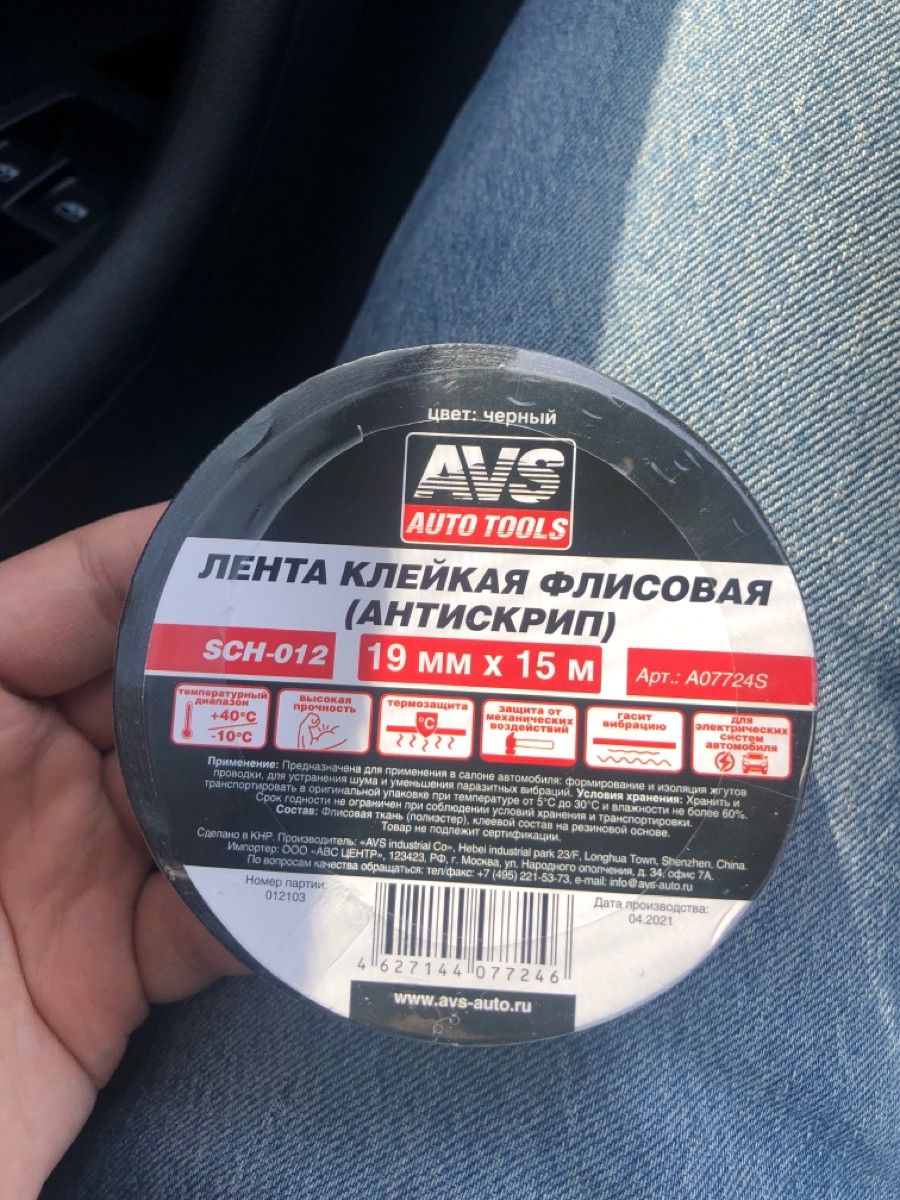 цвет: черный
AVS
AUTO TOOLS
ЛЕНТА КЛЕЙКАЯ ФЛИСОВАЯ
(АНТИСКРИП)
SCH-012
19 мм х 15 м
Арт.: A07724S
температурный
диапазон
+40°C
-10°C
высокая
прочность
термозащита
°C
защита от
механических
воздействий
гасит
вибрацию
для
электрических
систем
автомобиля
Применение: Предназначена для применения в салоне автомобиля: формирование и изоляция жгутов
проводки, для устранения шума и уменьшения паразитных вибраций. Условия хранения: Хранить и
транспортировать в оригинальной упаковке при температуре от 5°С до 30°С и влажности не более 60%.
Срок годности не ограничен при соблюдении условий хранения и транспортировки.
Состав: Флисовая ткань (полиэстер), клеевой состав на резиновой основе.
Товар не подлежит сертификации.
Сделано в КНР. Производитель: «AVS industrial Co», Hebei industrial park 23/F, Longhua Town, Shenzhen, China.
Импортер: ООО «АВС ЦЕНТР», 123423, РФ, г. Москва, ул. Народного ополчения, д. 34, офис 7А.
По вопросам качества обращаться: тел/факс: +7 (495) 221-53-73, e-mail: info@avs-auto.ru
Номер партии:
012103
Дата производства:
04.2021
4 627144 077246
www.avs-auto.ru